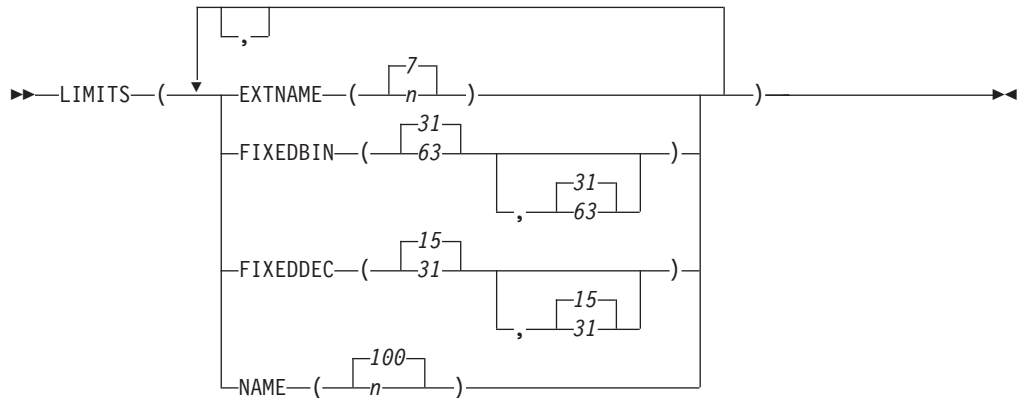 ,
7
LIMITS ( EXTNAME ( n ) )
31
FIXEDBIN ( 63 )
31
, 63
15
FIXEDDEC ( 31 )
15
, 31
100
NAME ( n )